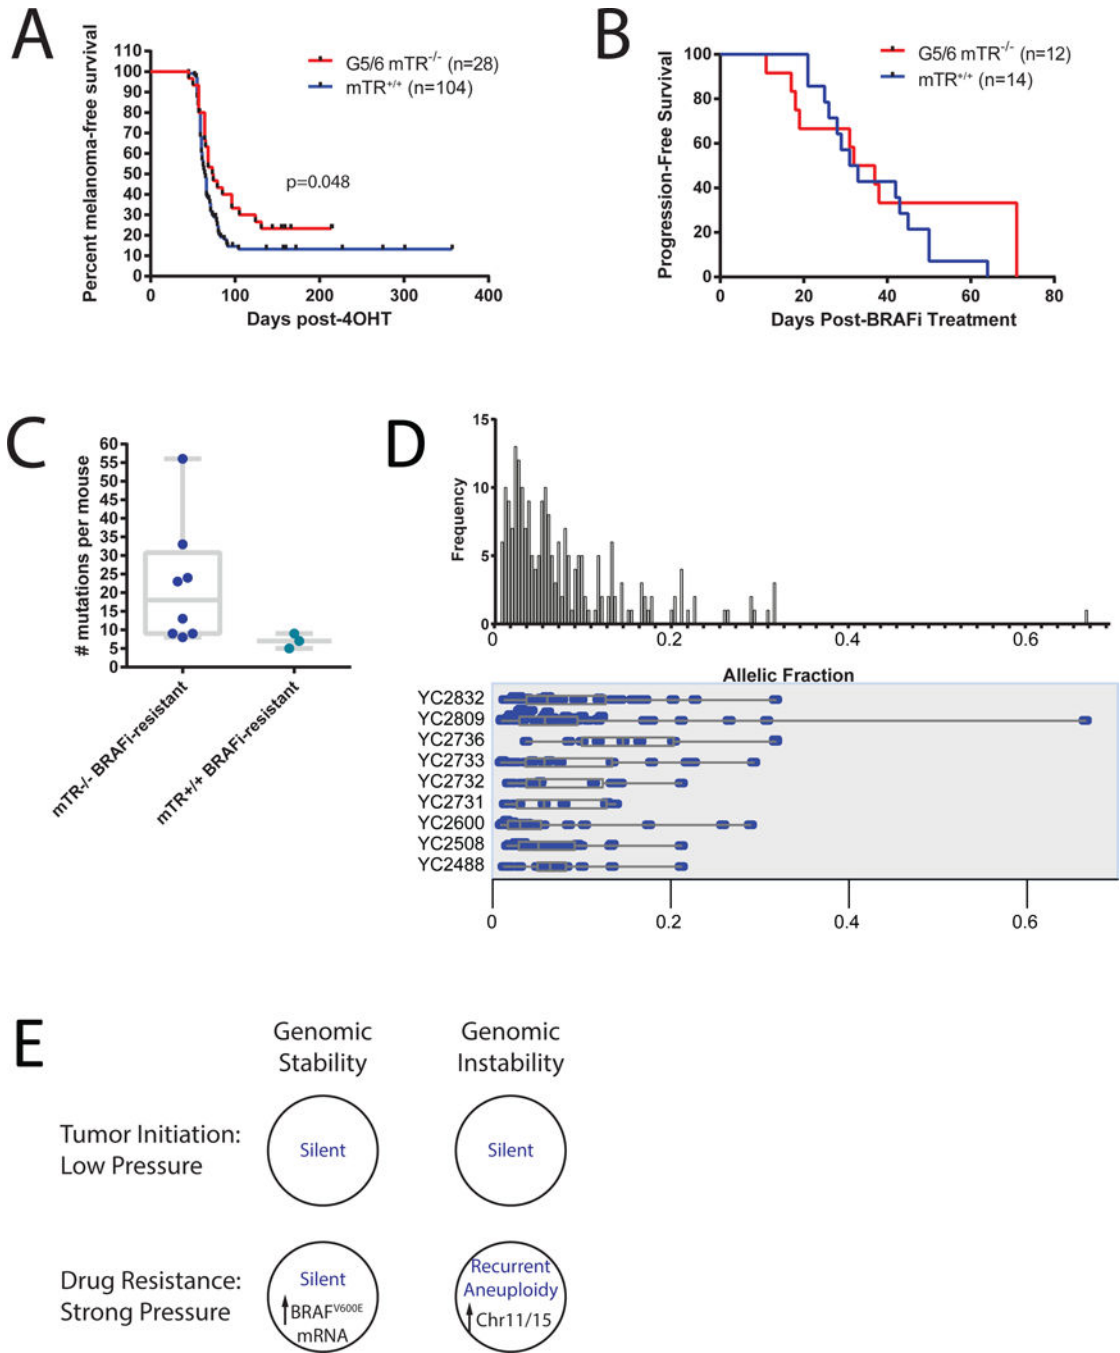 A
Percent melanoma-free survival
110
100
90
80
70
60
50
40
30
20
10
0
G5/6 mTR-/- (n=28)
mTR+/+ (n=104)
p=0.048
0 100 200 300 400
Days post-4OHT
B
Progression-Free Survival
100
80
60
40
20
0
G5/6 mTR-/- (n=12)
mTR+/+ (n=14)
0 20 40 60 80
Days Post-BRAFi Treatment
C
# mutations per mouse
60
55
50
45
40
35
30
25
20
15
10
5
0
mTR-/- BRAFi-resistant
mTR+/+ BRAFi-resistant
D
Frequency
15
10
5
0
0 0.2 0.4 0.6
Allelic Fraction
YC2832
YC2809
YC2736
YC2733
YC2732
YC2731
YC2600
YC2508
YC2488
0 0.2 0.4 0.6
E
Genomic
Stability
Genomic
Instability
Tumor Initiation:
Low Pressure
Silent
Silent
Drug Resistance:
Strong Pressure
Silent
↑BRAFV600E
mRNA
Recurrent
Aneuploidy
↑Chr11/15